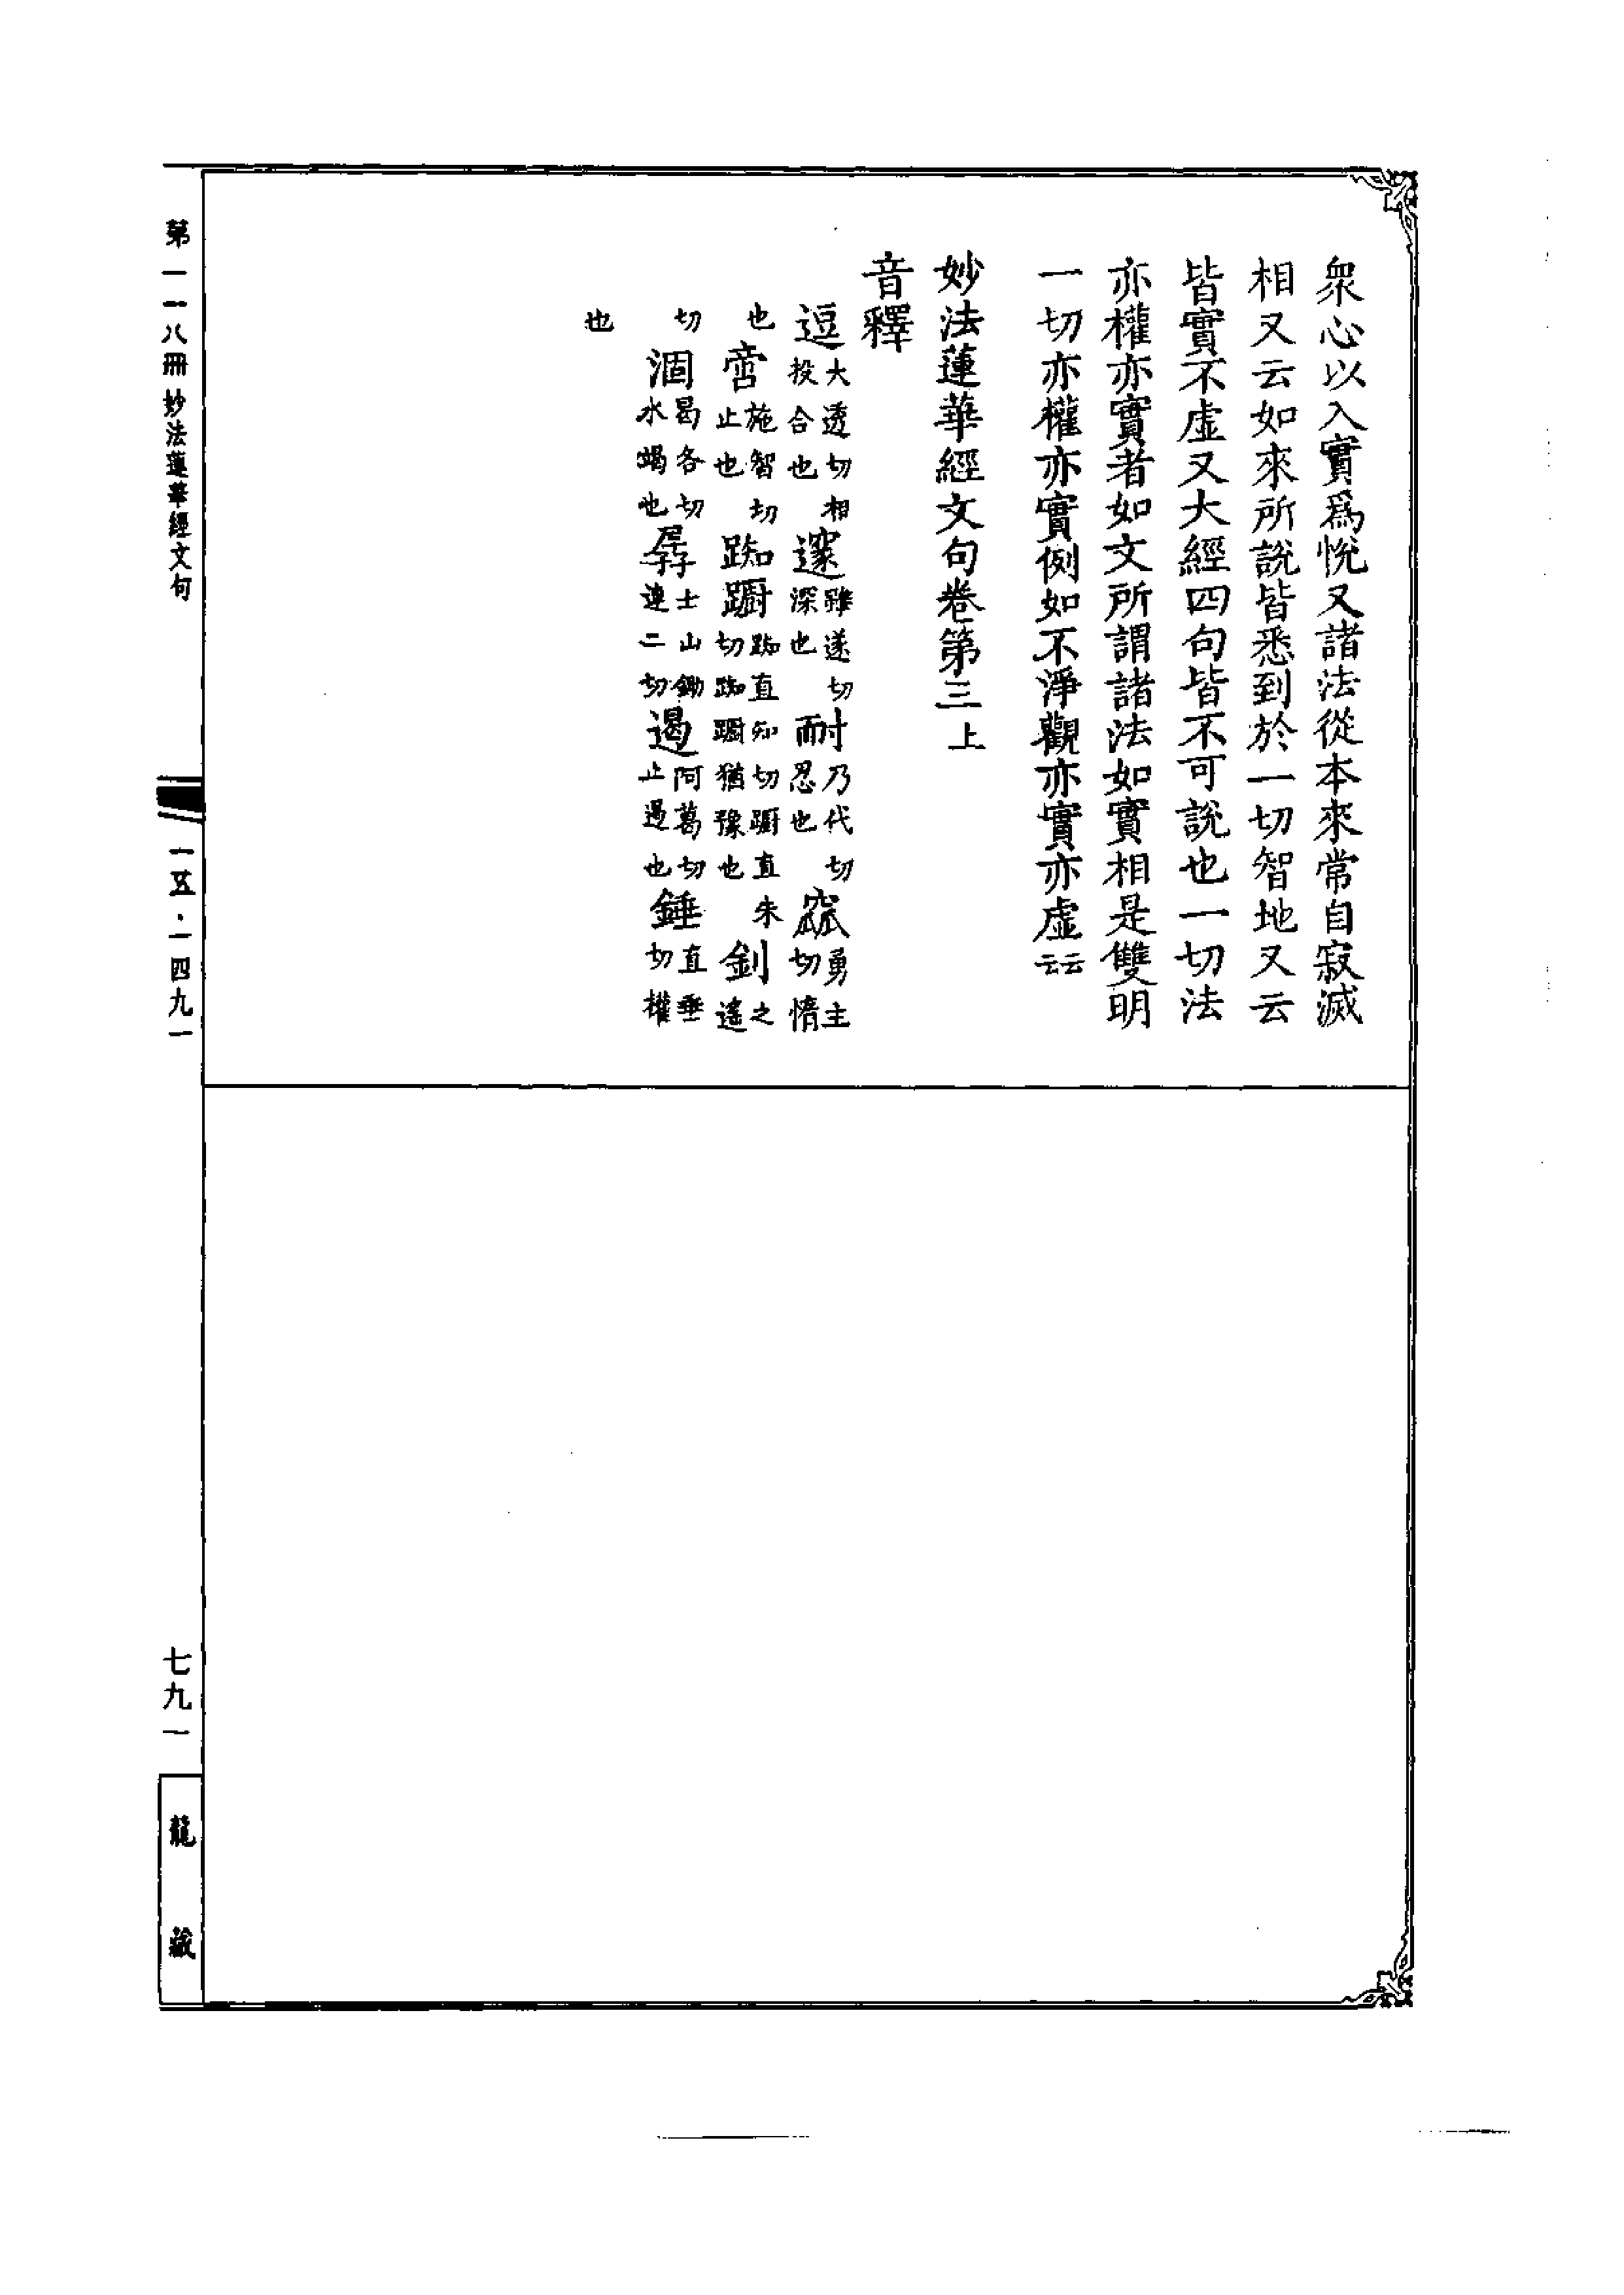 衆心以入實爲悅又諸法從本來常自寂滅
相又云如來所說皆悉到於一切智地又云
皆實不虛又大經四句皆不可說也一切法
亦權亦實者如文所謂諸法如實相是雙明
一切亦權亦實例如不淨觀亦實亦虛云云
妙法蓮華經文句卷第三上
音釋
逗大透切相投合也邃雖遂切深也耐乃代切忍也窳勇主切惰
也啻施智切止也踟躕踟直知切躕直朱切踟躕猶豫也釗之遙
切涸曷各切水竭也孱士山鋤連二切遏阿葛切止遏也錘直垂切權
也
第一一八冊 妙法蓮華經文句
一五·一四九一
七九一
龍藏